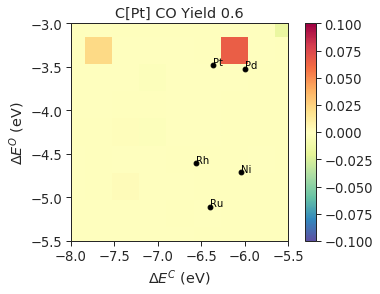 C[Pt] CO Yield 0.6
−3.0
−3.5
−4.0
−4.5
−5.0
−5.5
ΔE^O (eV)
Pt
Pd
Rh
Ni
Ru
−8.0 −7.5 −7.0 −6.5 −6.0 −5.5
ΔE^C (eV)
0.100
0.075
0.050
0.025
0.000
−0.025
−0.050
−0.075
−0.100